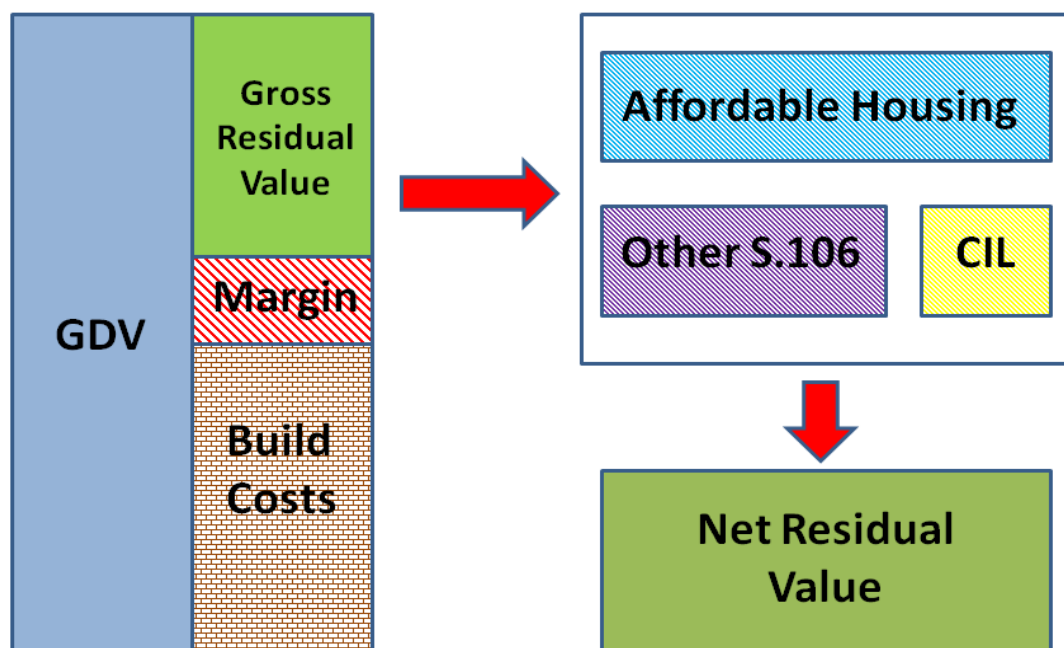 GDV
Gross
Residual
Value
Margin
Build
Costs
Affordable Housing
Other S.106
CIL
Net Residual
Value